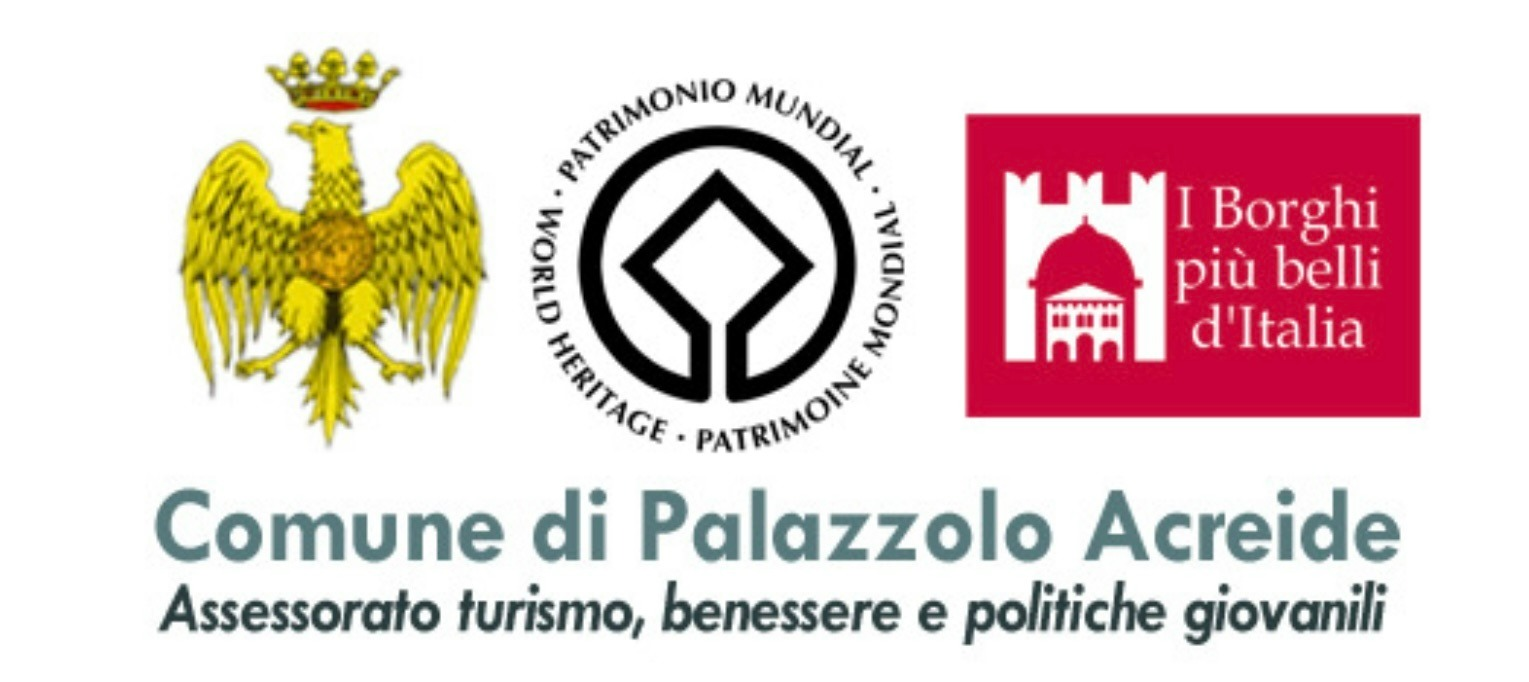 PATRIMONIO MUNDIAL · WORLD HERITAGE · PATRIMOINE MONDIAL ·
I Borghi
più belli
d'Italia
Comune di Palazzolo Acreide
Assessorato turismo, benessere e politiche giovanili